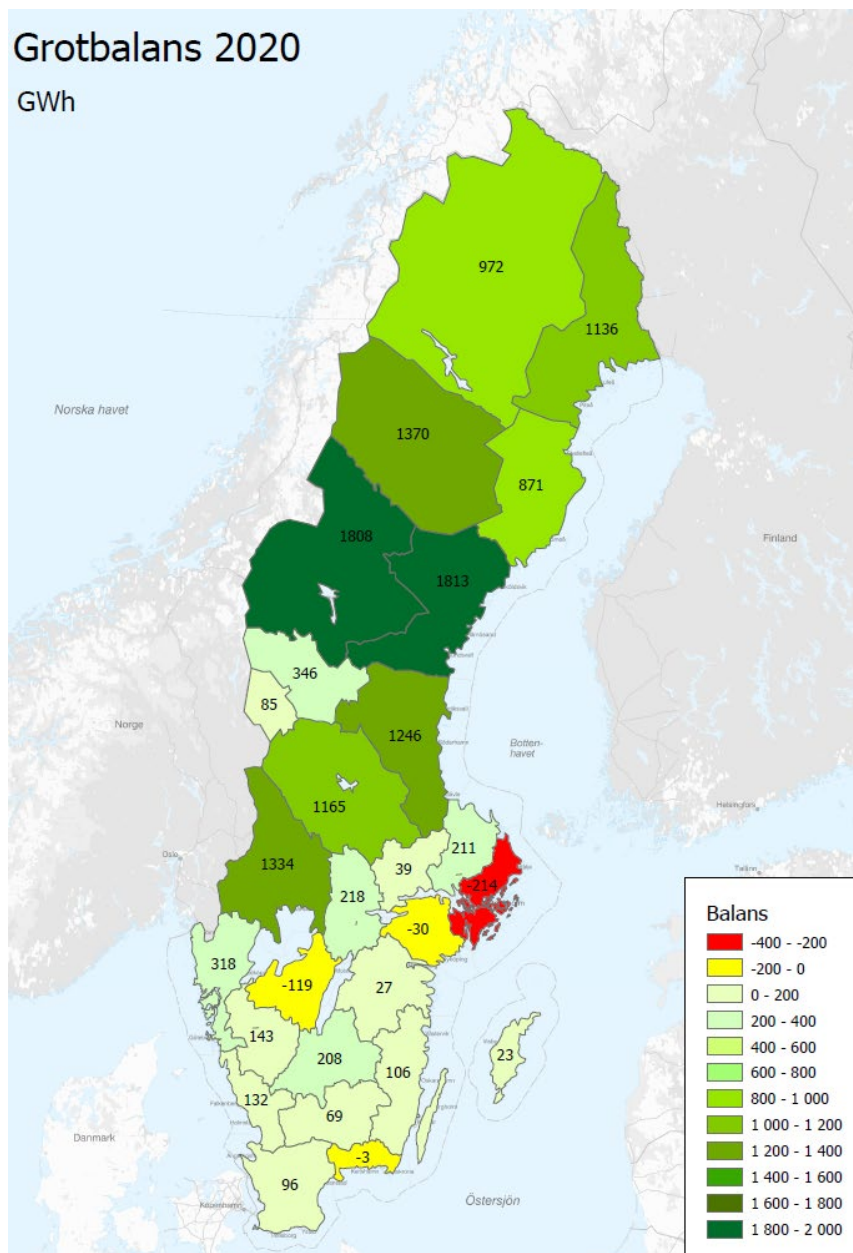 Grotbalans 2020
GWh
972
1136
Norska havet
1370
871
Finland
1808
1813
346
85
Norge
1246
Botten-
havet
1165
Helsingfors
Oslo
1334
39
211
Tallinn
218
-214
-30
318
-119
27
143
208
106
23
132
69
Danmark
-3
96
Östersjön
Balans
-400 - -200
-200 - 0
0 - 200
200 - 400
400 - 600
600 - 800
800 - 1 000
1 000 - 1 200
1 200 - 1 400
1 400 - 1 600
1 600 - 1 800
1 800 - 2 000